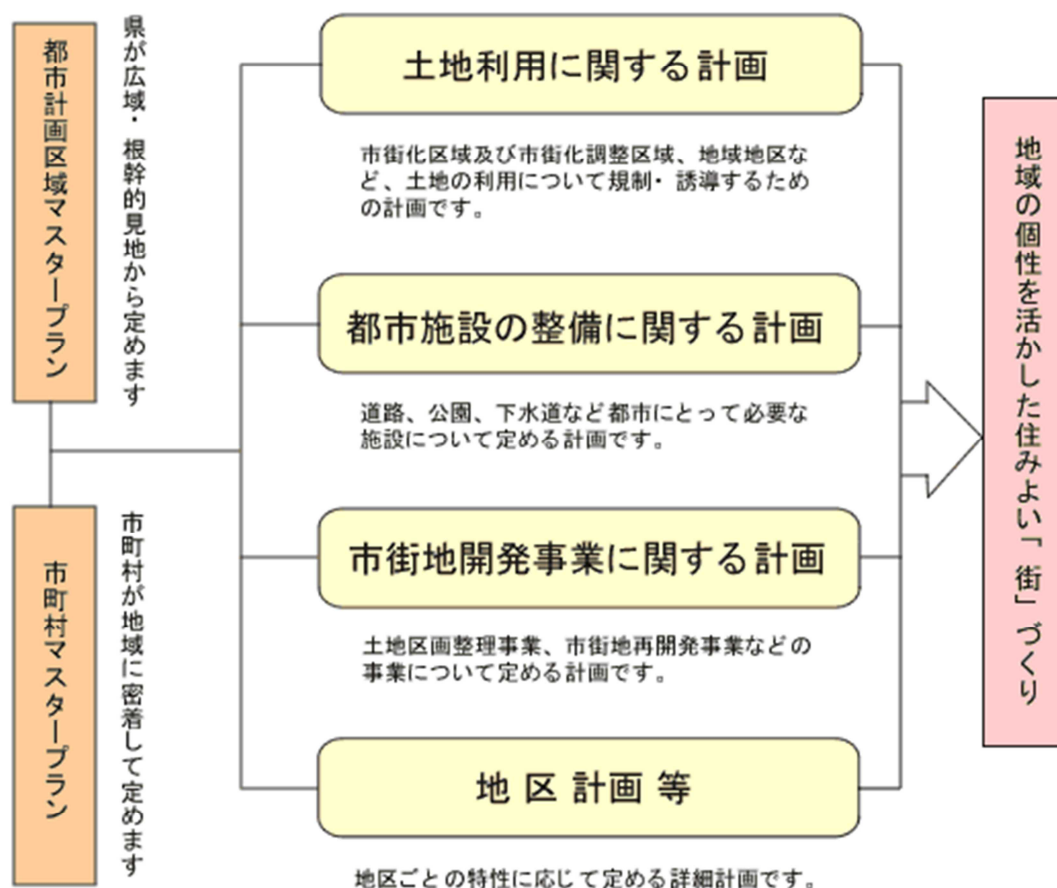 都市計画区域マスタープラン
県が広域・根幹的見地から定めます
市町村マスタープラン
市町村が地域に密着して定めます
土地利用に関する計画
市街化区域及び市街化調整区域、地域地区な
ど、土地の利用について規制・誘導するため
の計画です。
都市施設の整備に関する計画
道路、公園、下水道など都市にとって必要な
施設について定める計画です。
市街地開発事業に関する計画
土地区画整理事業、市街地再開発事業などの
事業について定める計画です。
地区計画等
地区ごとの特性に応じて定める詳細計画です。
地域の個性を活かした住みよい「街」づくり